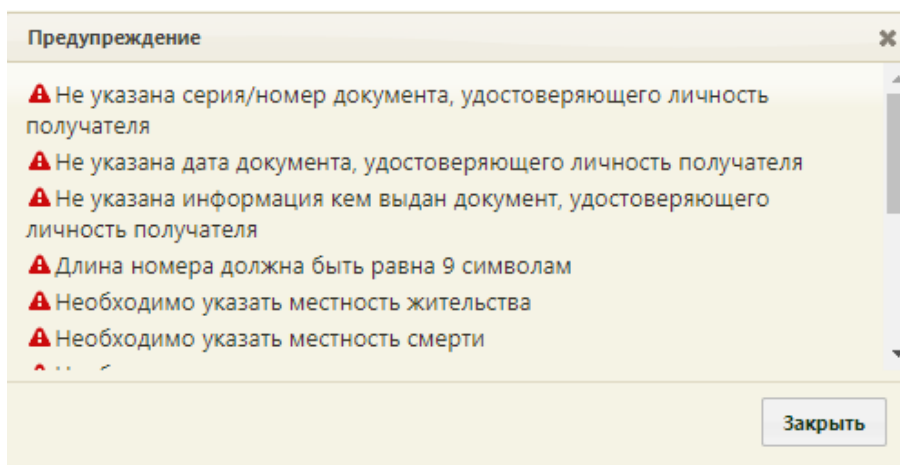 Предупреждение
Не указана серия/номер документа, удостоверяющего личность
получателя
Не указана дата документа, удостоверяющего личность получателя
Не указана информация кем выдан документ, удостоверяющего
личность получателя
Длина номера должна быть равна 9 символам
Необходимо указать местность жительства
Необходимо указать местность смерти
Закрыть